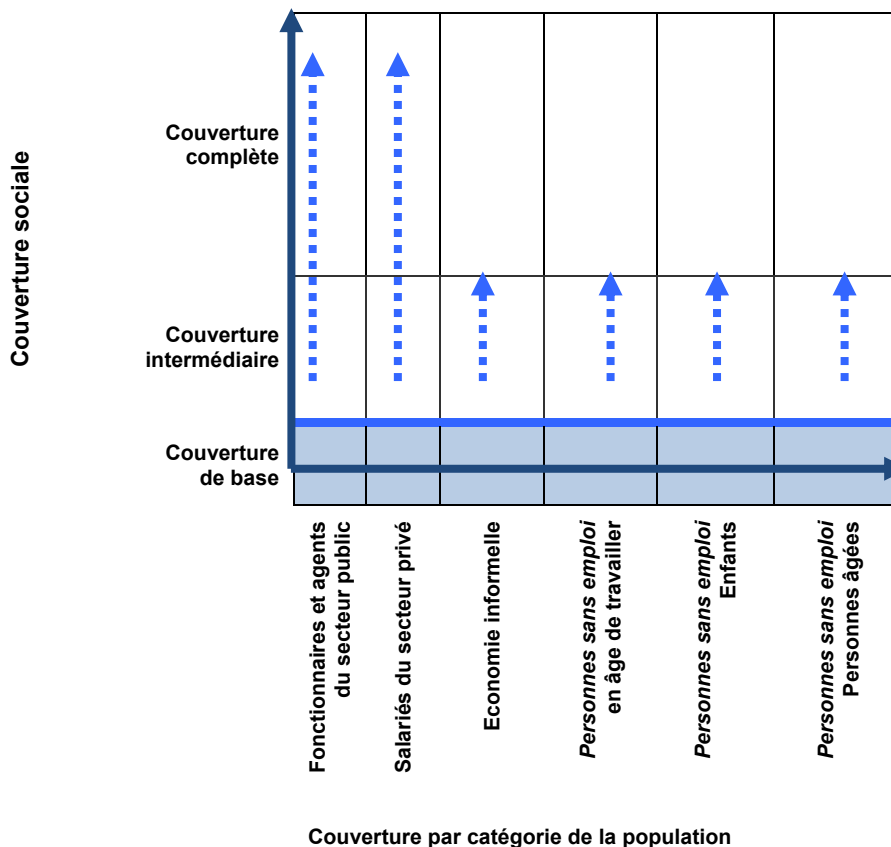 Couverture sociale
Couverture
complète
Couverture
intermédiaire
Couverture
de base
Fonctionnaires et agents
du secteur public
Salariés du secteur privé
Economie informelle
Personnes sans emploi
en âge de travailler
Personnes sans emploi
Enfants
Personnes sans emploi
Personnes âgées
Couverture par catégorie de la population